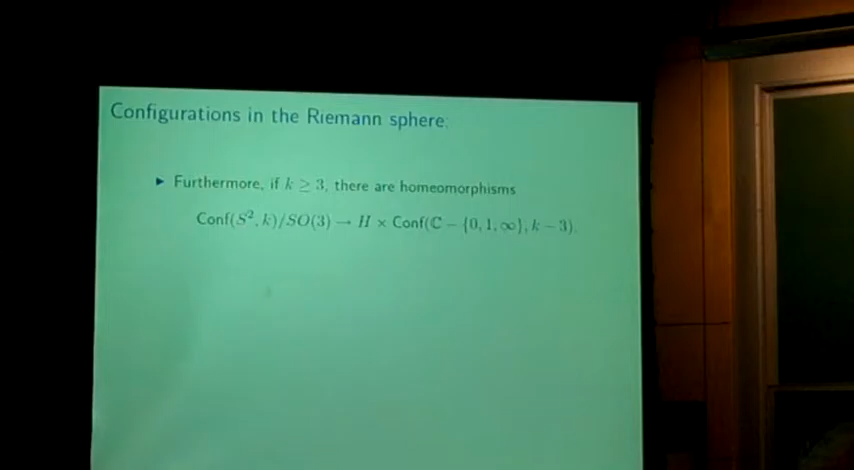 Configurations in the Riemann sphere:
► Furthermore, if k ≥ 3, there are homeomorphisms
Conf(S², k)/SO(3) → H × Conf(ℂ − {0, 1, ∞}, k − 3).